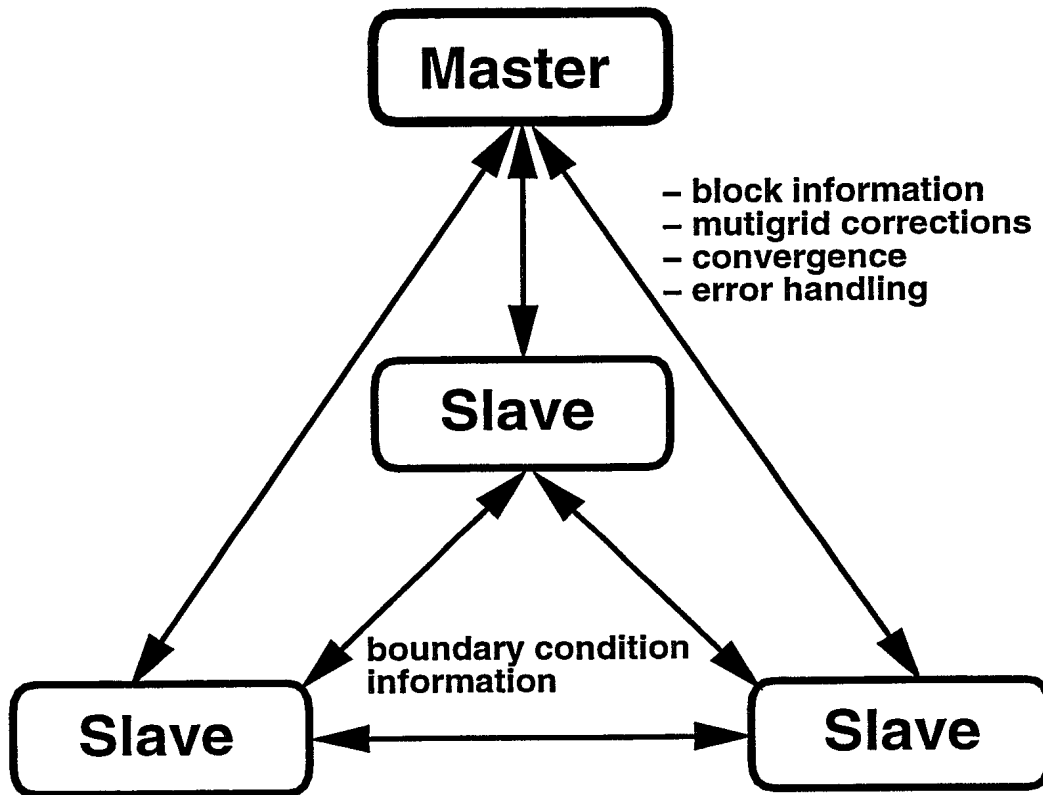 Master
– block information
– mutigrid corrections
– convergence
– error handling
Slave
boundary condition
information
Slave
Slave